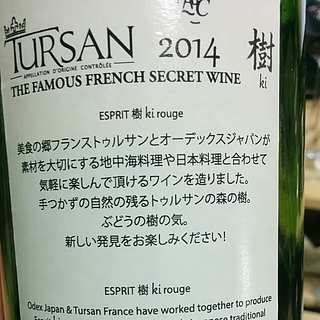 AOC
TURSAN 2014 樹
APPELLATION D'ORIGINE CONTRÔLÉE
ki
THE FAMOUS FRENCH SECRET WINE
ESPRIT 樹 ki rouge
美食の郷フランストゥルサンとオーデックスジャパンが
素材を大切にする地中海料理や日本料理と合わせて
気軽に楽しんで頂けるワインを造りました。
手つかずの自然の残るトゥルサンの森の樹。
ぶどうの樹の気。
新しい発見をお楽しみください!
ESPRIT 樹 ki rouge
Odex Japan & Tursan France have worked together to produce
traditional